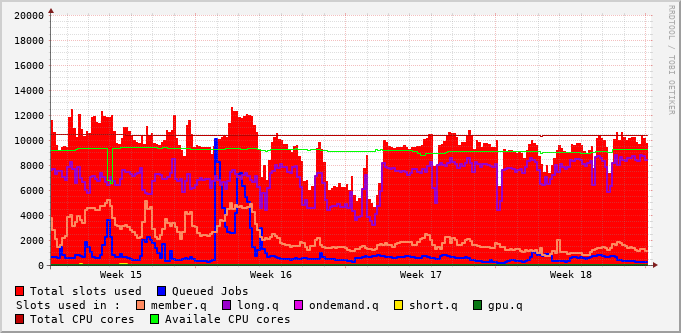 20000
18000
16000
14000
12000
10000
8000
6000
4000
2000
0
Week 15 Week 16 Week 17 Week 18
Total slots used Queued Jobs
Slots used in : member.q long.q ondemand.q short.q gpu.q
Total CPU cores Availale CPU cores
RRDTOOL / TOBI OETIKER